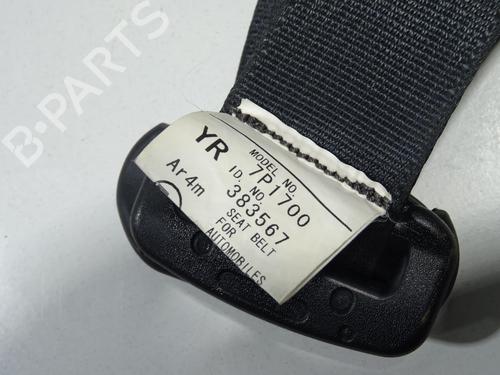 B-PARTS
YR
MODEL NO.
7P1700
ID. NO.
383567
Ar4m
SEAT BELT
FOR
AUTOMOBILES